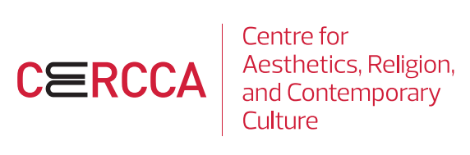 CERCCA
Centre for
Aesthetics, Religion,
and Contemporary
Culture